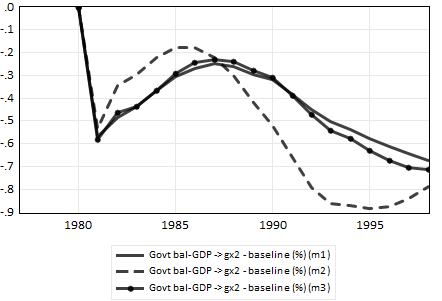 .0
-.1
-.2
-.3
-.4
-.5
-.6
-.7
-.8
-.9
1980 1985 1990 1995
Govt bal-GDP -> gx2 - baseline (%) (m1)
Govt bal-GDP -> gx2 - baseline (%) (m2)
Govt bal-GDP -> gx2 - baseline (%) (m3)